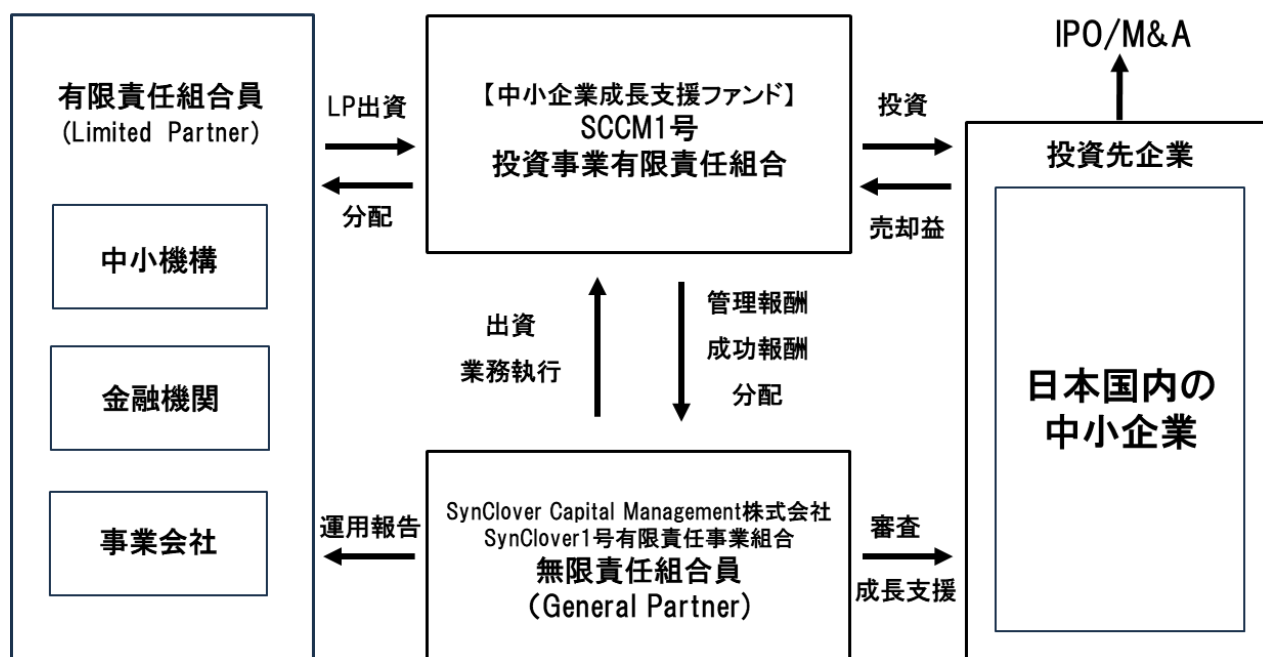 有限責任組合員
(Limited Partner)
中小機構
金融機関
事業会社
LP出資
分配
運用報告
【中小企業成長支援ファンド】
SCCM1号
投資事業有限責任組合
出資
業務執行
管理報酬
成功報酬
分配
SynClover Capital Management株式会社
SynClover1号有限責任事業組合
無限責任組合員
(General Partner)
投資
売却益
審査
成長支援
IPO/M&A
投資先企業
日本国内の
中小企業